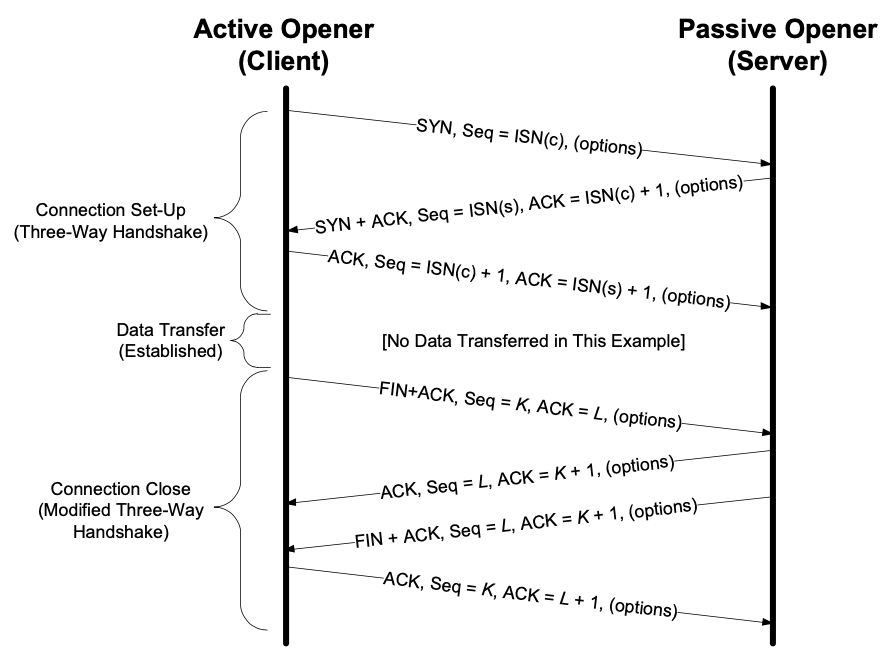 Active Opener
(Client)
Passive Opener
(Server)
SYN, Seq = ISN(c), (options)
SYN + ACK, Seq = ISN(s), ACK = ISN(c) + 1, (options)
Connection Set-Up
(Three-Way Handshake)
ACK, Seq = ISN(c) + 1, ACK = ISN(s) + 1, (options)
Data Transfer
(Established)
[No Data Transferred in This Example]
FIN+ACK, Seq = K, ACK = L, (options)
ACK, Seq = L, ACK = K + 1, (options)
Connection Close
(Modified Three-Way
Handshake)
FIN + ACK, Seq = L, ACK = K + 1, (options)
ACK, Seq = K, ACK = L + 1, (options)